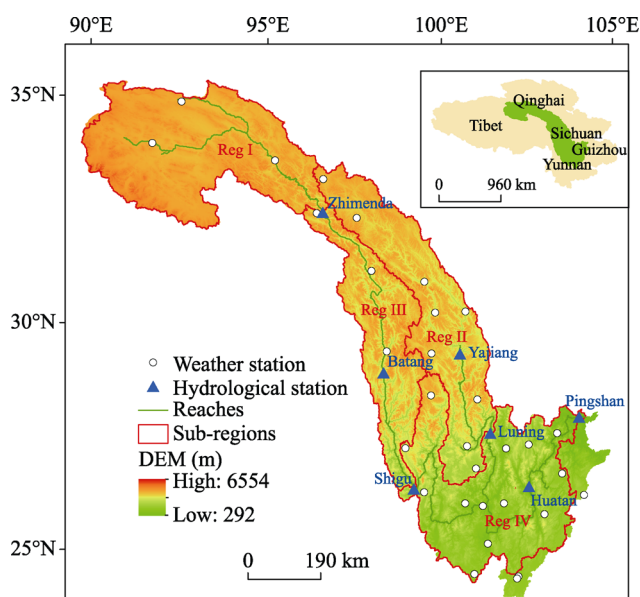 90°E 95°E 100°E 105°E
35°N
30°N
25°N
Qinghai
Tibet
Sichuan
Guizhou
Yunnan
0 960 km
Reg I
Zhimenda
Reg III
Reg II
Batang
Yajiang
Pingshan
Luning
Shigu
Huatan
Reg IV
Weather station
Hydrological station
Reaches
Sub-regions
DEM (m)
High: 6554
Low: 292
0 190 km